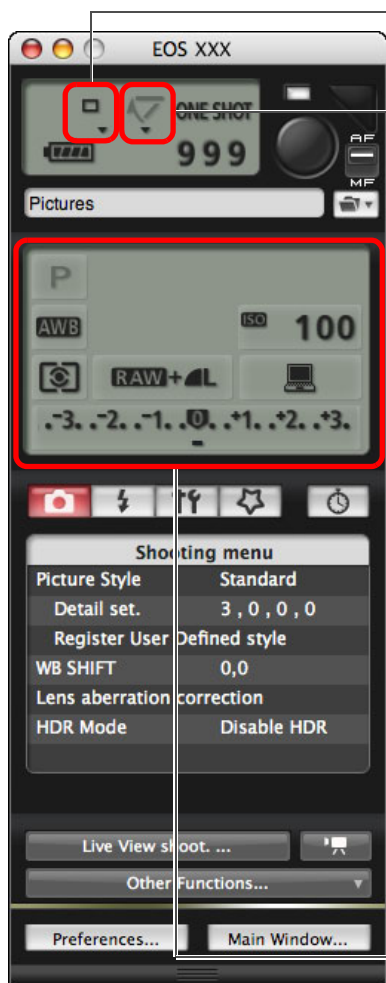 EOS XXX
ONE SHOT
AF
999
MF
Pictures
P
AWB
ISO 100
RAW+L
.-3. .-2. .-1. .0. .+1. .+2. .+3.
Shooting menu
Picture Style Standard
Detail set. 3 , 0 , 0 , 0
Register User Defined style
WB SHIFT 0,0
Lens aberration correction
HDR Mode Disable HDR
Live View shoot. ...
Other Functions...
Preferences... Main Window...